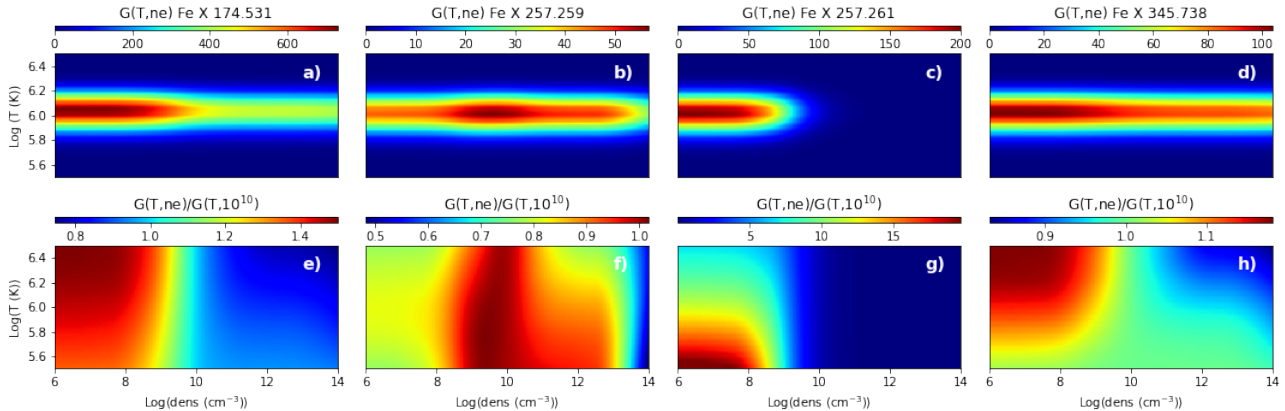 G(T,ne) Fe X 174.531
G(T,ne) Fe X 257.259
G(T,ne) Fe X 257.261
G(T,ne) Fe X 345.738
0 200 400 600
0 10 20 30 40 50
0 50 100 150 200
0 20 40 60 80 100
Log (T (K))
6.4
6.2
6.0
5.8
5.6
a)
b)
c)
d)
G(T,ne)/G(T,10¹⁰)
G(T,ne)/G(T,10¹⁰)
G(T,ne)/G(T,10¹⁰)
G(T,ne)/G(T,10¹⁰)
0.8 1.0 1.2 1.4
0.5 0.6 0.7 0.8 0.9 1.0
5 10 15
0.9 1.0 1.1
Log(T (K))
6.4
6.2
6.0
5.8
5.6
e)
f)
g)
h)
6 8 10 12 14
6 8 10 12 14
6 8 10 12 14
6 8 10 12 14
Log(dens (cm⁻³))
Log(dens (cm⁻³))
Log(dens (cm⁻³))
Log(dens (cm⁻³))